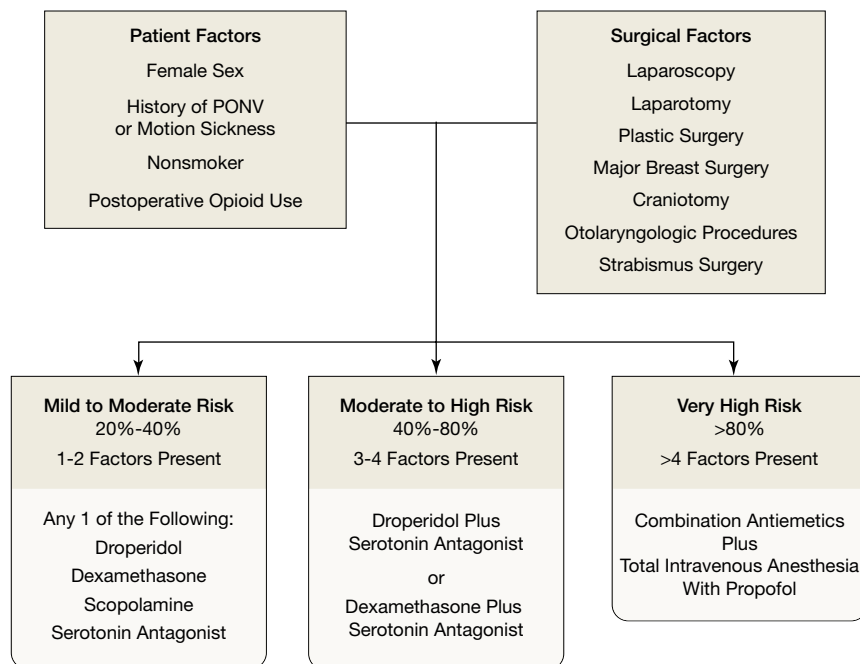 Patient Factors
Female Sex
History of PONV
or Motion Sickness
Nonsmoker
Postoperative Opioid Use
Surgical Factors
Laparoscopy
Laparotomy
Plastic Surgery
Major Breast Surgery
Craniotomy
Otolaryngologic Procedures
Strabismus Surgery
Mild to Moderate Risk
20%-40%
1-2 Factors Present
Any 1 of the Following:
Droperidol
Dexamethasone
Scopolamine
Serotonin Antagonist
Moderate to High Risk
40%-80%
3-4 Factors Present
Droperidol Plus
Serotonin Antagonist
or
Dexamethasone Plus
Serotonin Antagonist
Very High Risk
>80%
>4 Factors Present
Combination Antiemetics
Plus
Total Intravenous Anesthesia
With Propofol